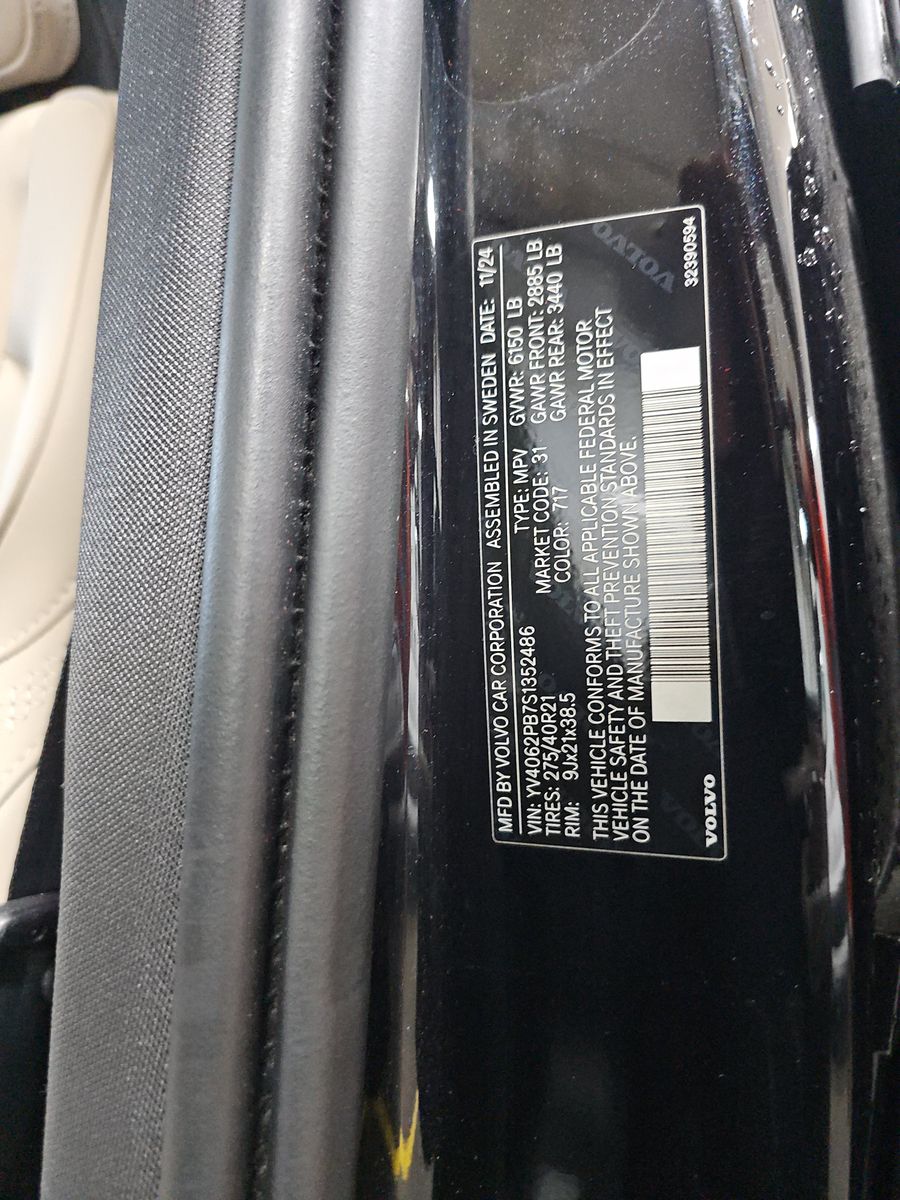 MFD BY VOLVO CAR CORPORATION ASSEMBLED IN SWEDEN DATE: 11/24
VIN: YV4062PB7S1352486 TYPE: MPV GVWR: 6150 LB
TIRES: 275/40R21 MARKET CODE: 31 GAWR FRONT: 2885 LB
RIM: 9Jx21x38.5 COLOR: 717 GAWR REAR: 3440 LB
THIS VEHICLE CONFORMS TO ALL APPLICABLE FEDERAL MOTOR
VEHICLE SAFETY AND THEFT PREVENTION STANDARDS IN EFFECT
ON THE DATE OF MANUFACTURE SHOWN ABOVE.
VOLVO 32390594
VOLVO